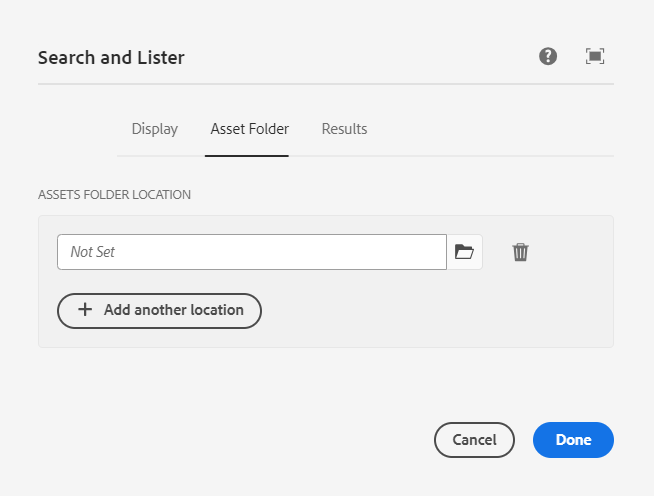 Search and Lister
Display
Asset Folder
Results
ASSETS FOLDER LOCATION
Not Set
Add another location
Cancel
Done